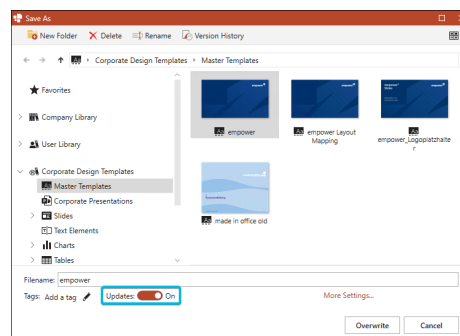 Save As
New Folder Delete Rename Version History
Corporate Design Templates Master Templates
Favorites
Company Library
User Library
Corporate Design Templates
Master Templates
Corporate Presentations
Slides
Text Elements
Charts
Tables
empower
empower Layout
Mapping
empower_Logoplatzhalte
r
made in office old
Filename: empower
Tags: Add a tag Updates: On More Settings...
Overwrite Cancel